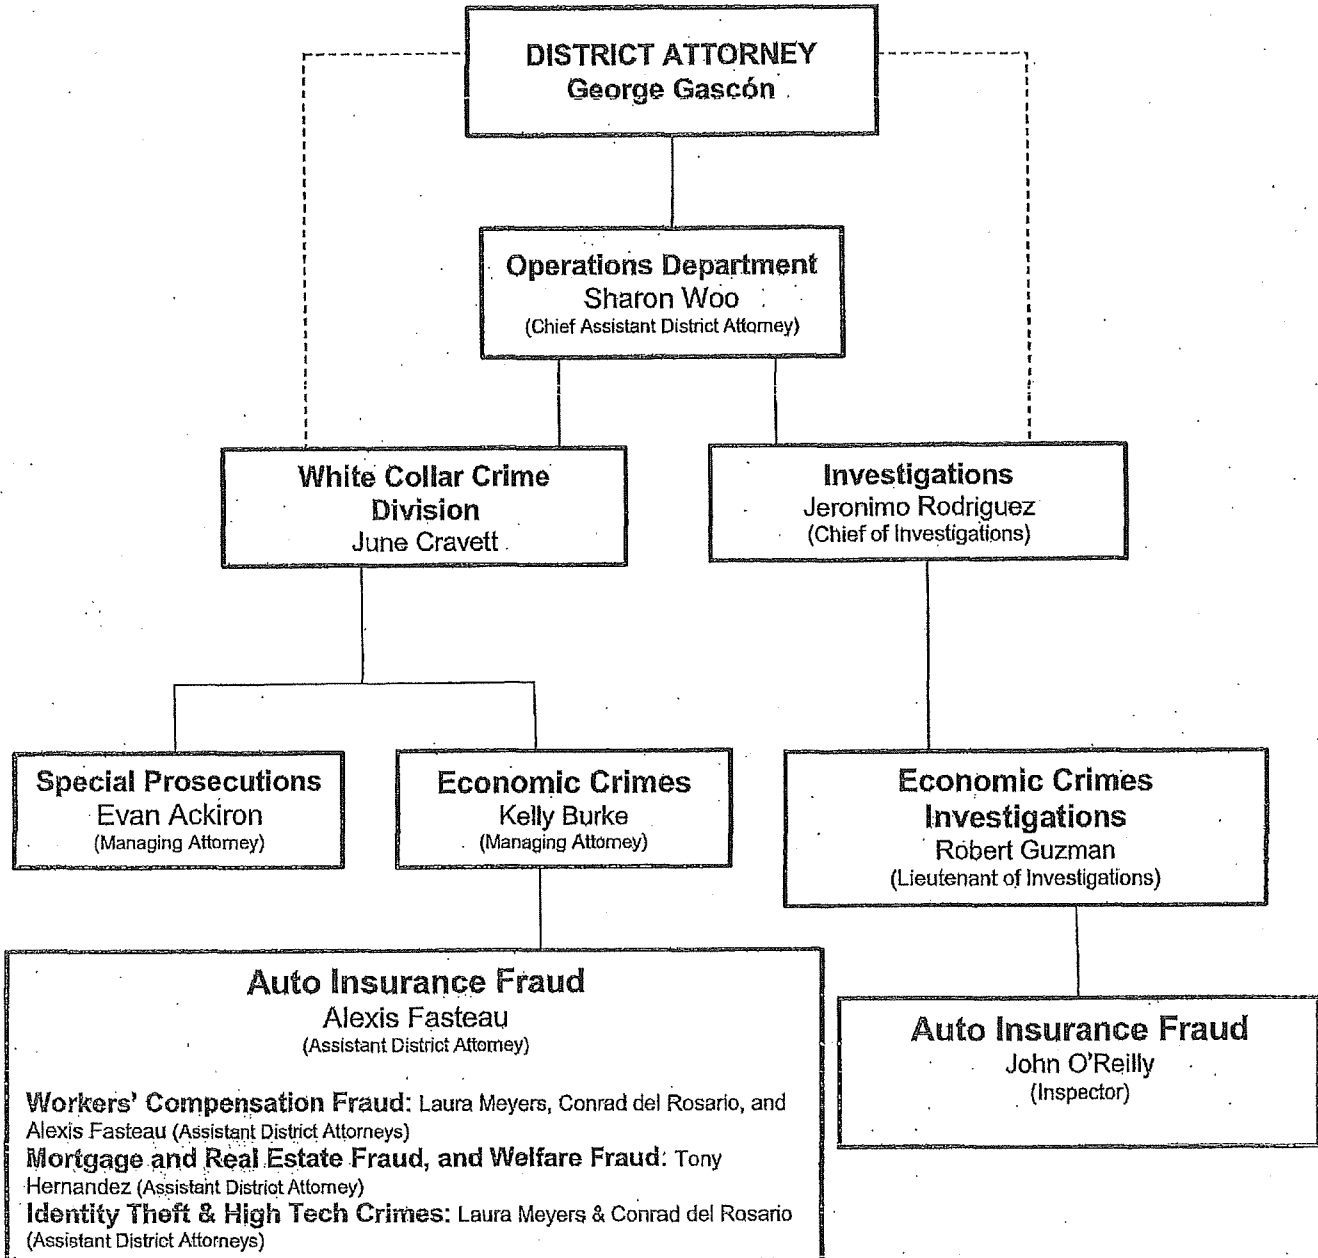 DISTRICT ATTORNEY
George Gascón
Operations Department
Sharon Woo
(Chief Assistant District Attorney)
White Collar Crime
Division
June Cravett
Investigations
Jeronimo Rodriguez
(Chief of Investigations)
Special Prosecutions
Evan Ackiron
(Managing Attorney)
Economic Crimes
Kelly Burke
(Managing Attorney)
Economic Crimes
Investigations
Robert Guzman
(Lieutenant of Investigations)
Auto Insurance Fraud
Alexis Fasteau
(Assistant District Attorney)
Workers' Compensation Fraud: Laura Meyers, Conrad del Rosario, and
Alexis Fasteau (Assistant District Attorneys)
Mortgage and Real Estate Fraud, and Welfare Fraud: Tony
Hernandez (Assistant District Attorney)
Identity Theft & High Tech Crimes: Laura Meyers & Conrad del Rosario
(Assistant District Attorneys)
Auto Insurance Fraud
John O'Reilly
(Inspector)